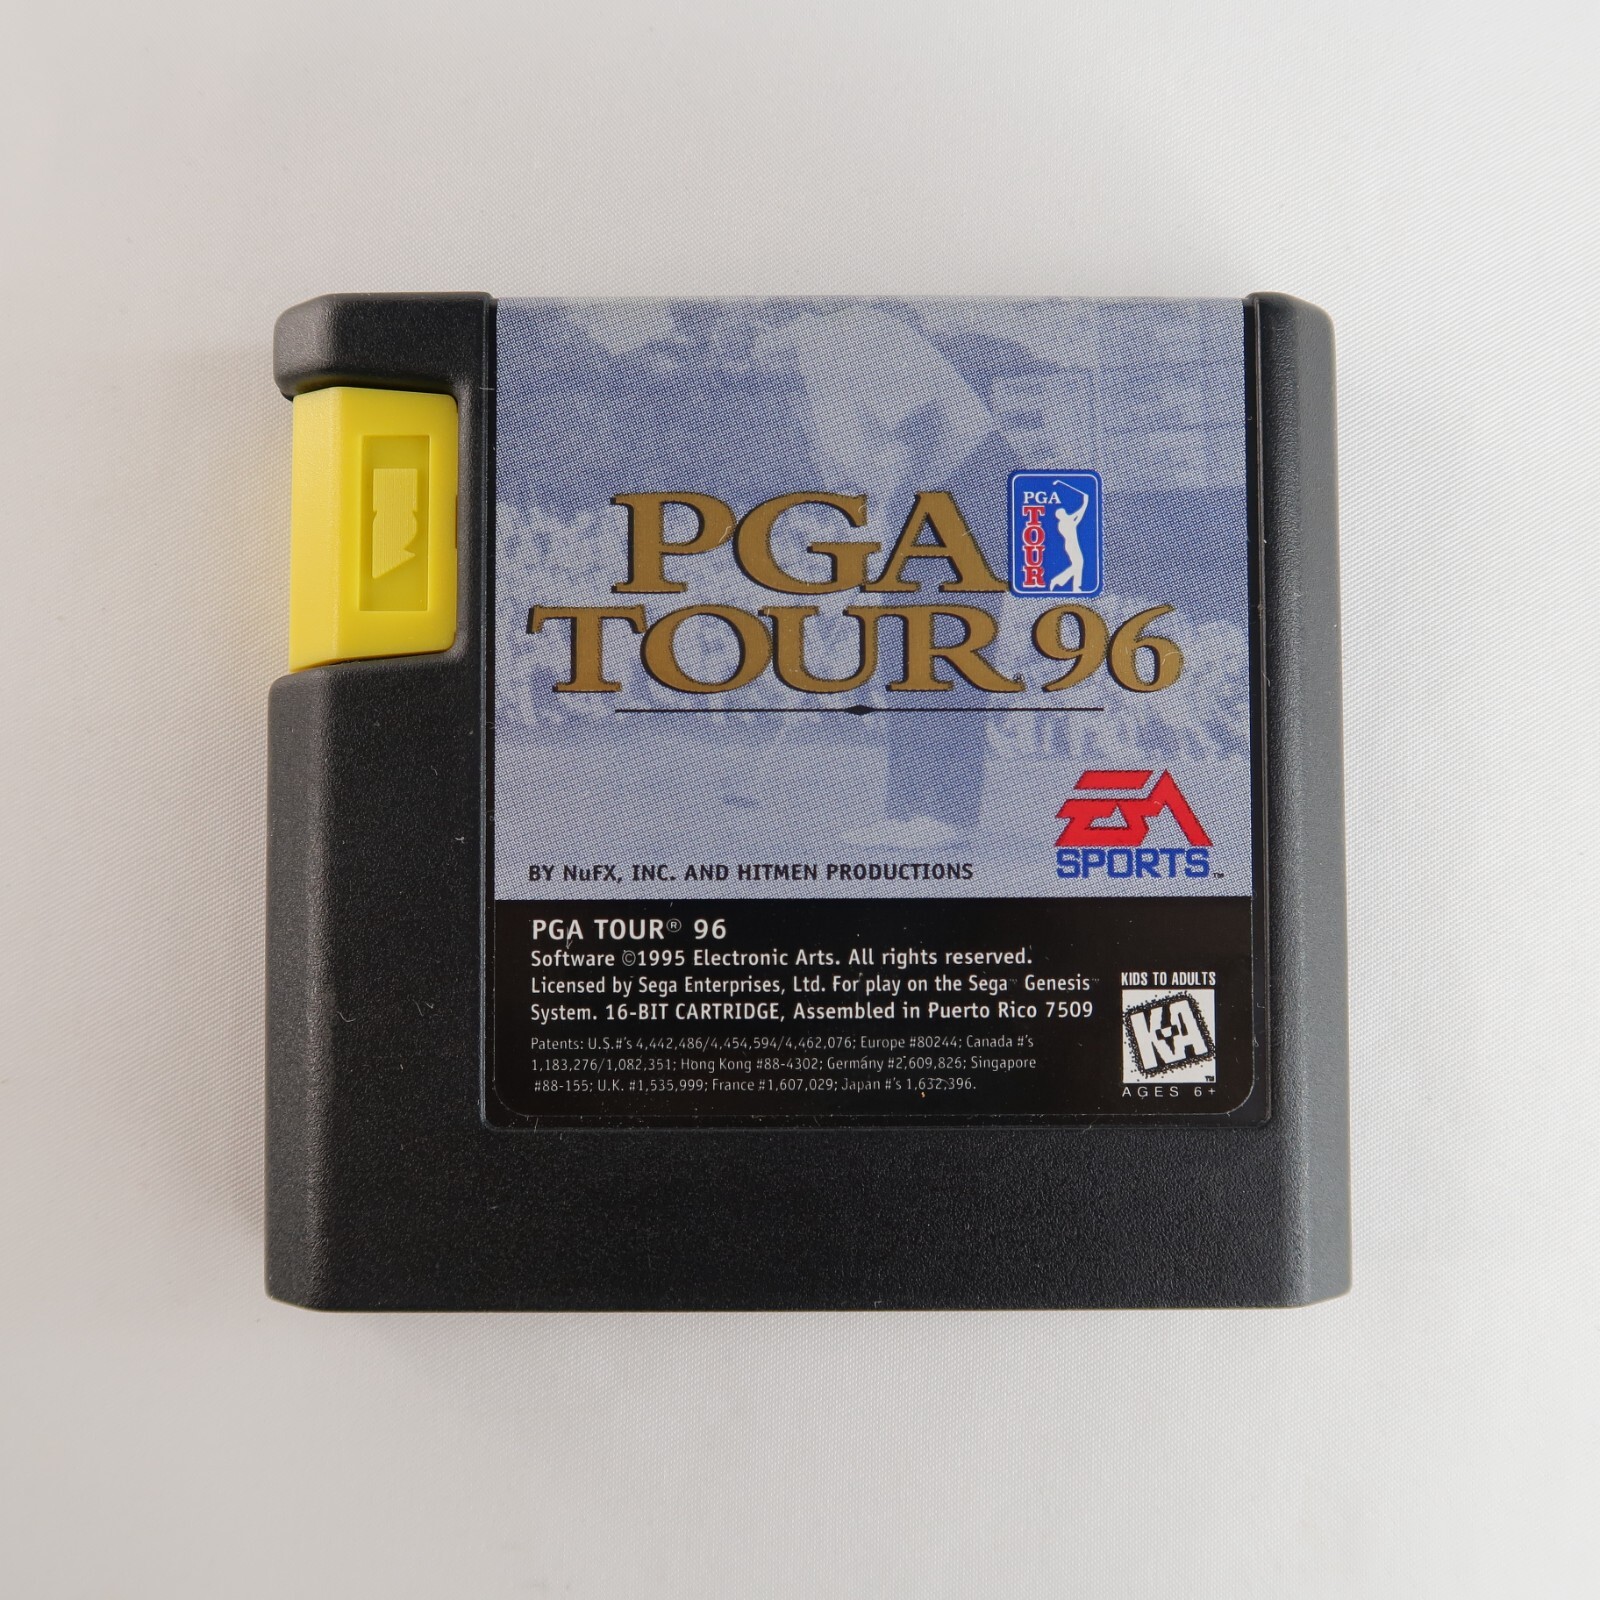 PGA
PGA
TOUR
TOUR 96
EA
SPORTS™
BY NuFX, INC. AND HITMEN PRODUCTIONS
PGA TOUR® 96
Software ©1995 Electronic Arts. All rights reserved.
Licensed by Sega Enterprises, Ltd. For play on the Sega™ Genesis™
System. 16-BIT CARTRIDGE, Assembled in Puerto Rico 7509
Patents: U.S.#'s 4,442,486/4,454,594/4,462,076; Europe #80244; Canada #'s
1,183,276/1,082,351; Hong Kong #88-4302; Germany #2,609,826; Singapore
#88-155; U.K. #1,535,999; France #1,607,029; Japan #'s 1,632,396.
KIDS TO ADULTS
K-A™
AGES 6+